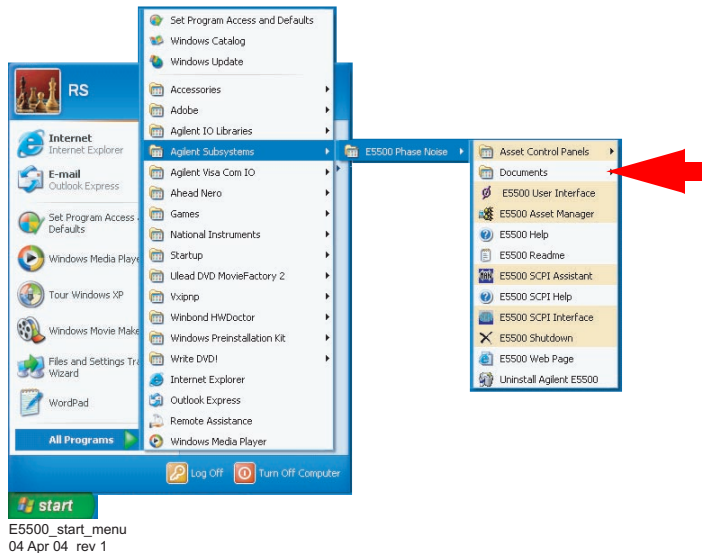 Set Program Access and Defaults
Windows Catalog
Windows Update
Accessories
Adobe
Agilent IO Libraries
Agilent Subsystems
Agilent Visa Com IO
Ahead Nero
Games
National Instruments
Startup
Ulead DVD MovieFactory 2
Vxipnp
Winbond HWDoctor
Windows Preinstallation Kit
Write DVD!
Internet Explorer
Outlook Express
Remote Assistance
Windows Media Player
RS
Internet
Internet Explorer
E-mail
Outlook Express
Set Program Access
Defaults
Windows Media Playe
Tour Windows XP
Windows Movie Make
Files and Settings Tra
Wizard
WordPad
All Programs
Log Off
Turn Off Computer
start
E5500 Phase Noise
Asset Control Panels
Documents
E5500 User Interface
E5500 Asset Manager
E5500 Help
E5500 Readme
E5500 SCPI Assistant
E5500 SCPI Help
E5500 SCPI Interface
E5500 Shutdown
E5500 Web Page
Uninstall Agilent E5500
E5500_start_menu
04 Apr 04 rev 1